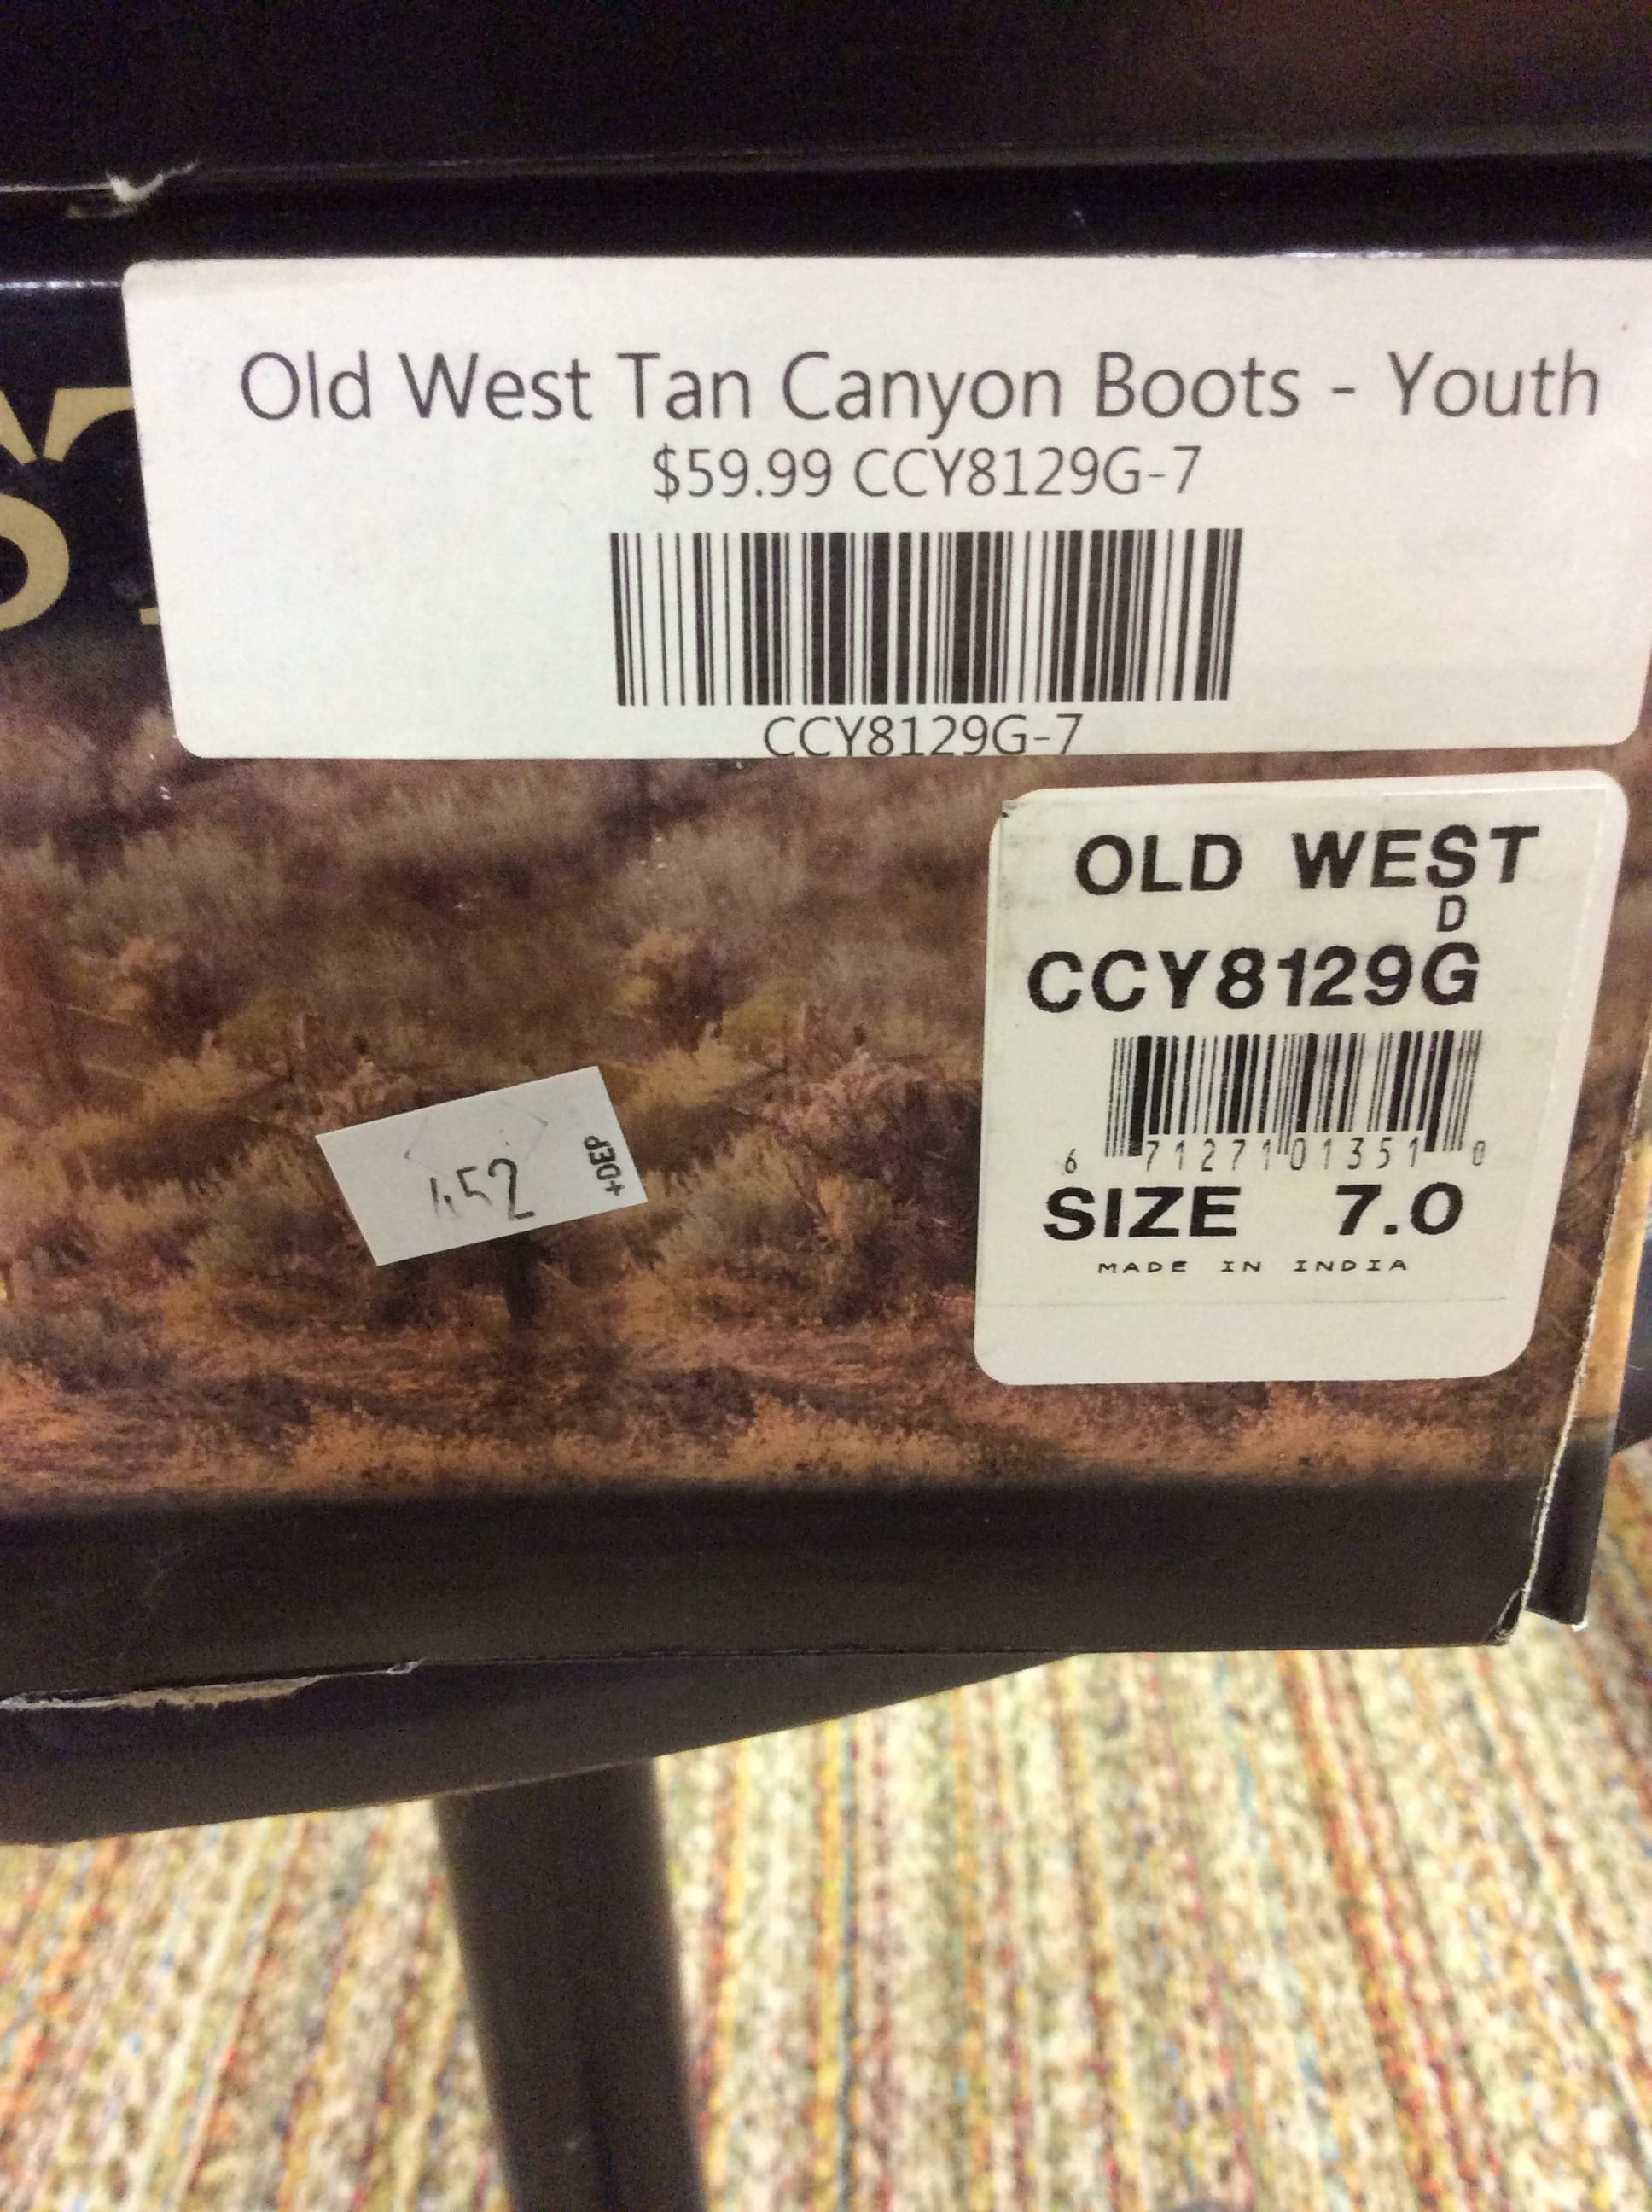 Old West Tan Canyon Boots - Youth
$59.99 CCY8129G-7
CCY8129G-7
OLD WEST
D
CCY8129G
6 71271 01351 0
SIZE 7.0
MADE IN INDIA
452
+DEP